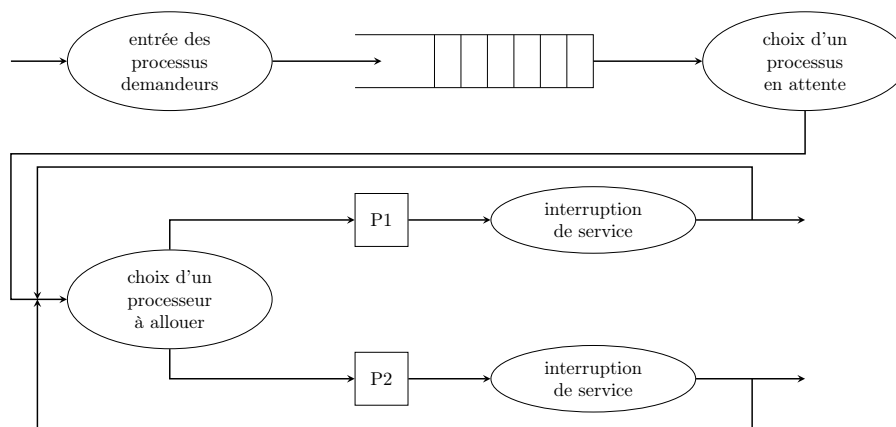 entrée des
processus
demandeurs
choix d'un
processus
en attente
P1
interruption
de service
choix d'un
processeur
à allouer
P2
interruption
de service